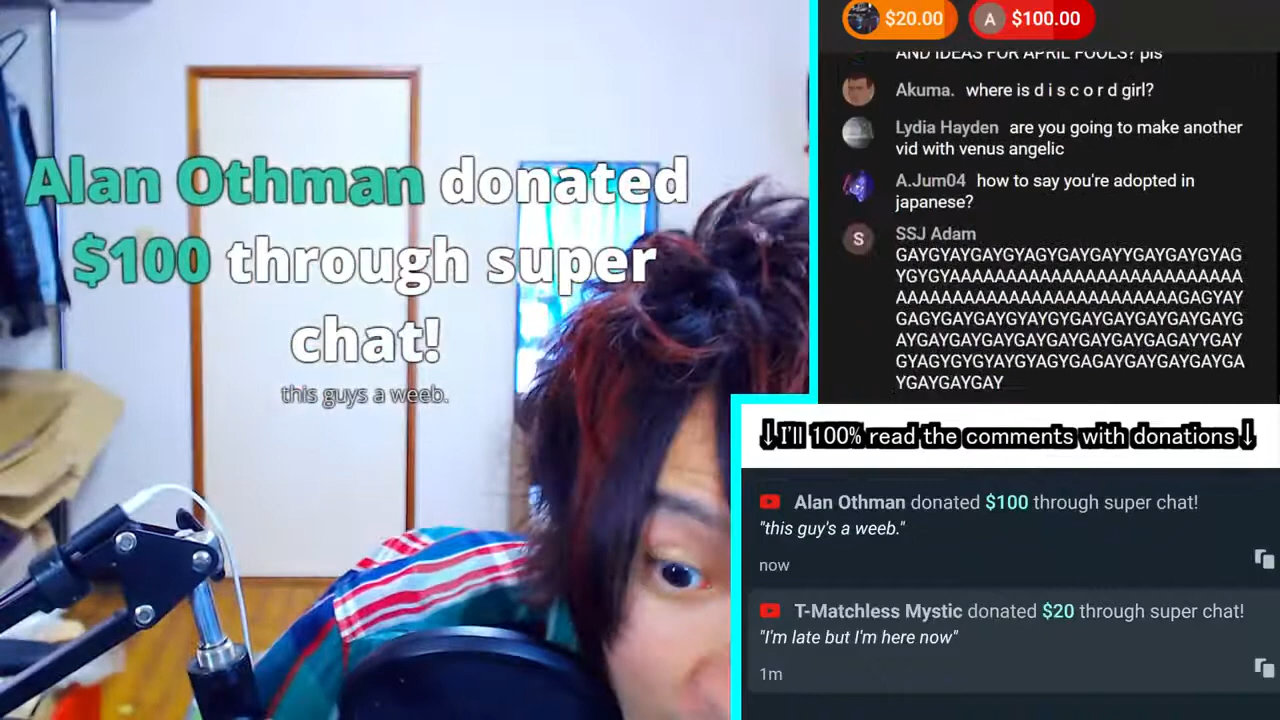 Alan Othman donated
$100 through super
chat!
this guys a weeb.
$20.00
A $100.00
AND IDEAS FOR APRIL FOOLS? pls
Akuma. where is d i s c o r d girl?
Lydia Hayden are you going to make another
vid with venus angelic
A.Jum04 how to say you're adopted in
japanese?
S
SSJ Adam
GAYGYAYGAYGYAGYGAYGAYYGAYGAYGYAG
YGYGYAAAAAAAAAAAAAAAAAAAAAAAAAA
AAAAAAAAAAAAAAAAAAAAAAAAAGAGYAY
GAGYGAYGAYGYAYGYGAYGAYGAYGAYGAYG
AYGAYGAYGAYGAYGAYGAYGAYGAGAYYGAY
GYAGYGYGYAYGYAGYGAGAYGAYGAYGAYGA
YGAYGAYGAY
↓I'll 100% read the comments with donations↓
Alan Othman donated $100 through super chat!
"this guy's a weeb."
now
T-Matchless Mystic donated $20 through super chat!
"I'm late but I'm here now"
1m